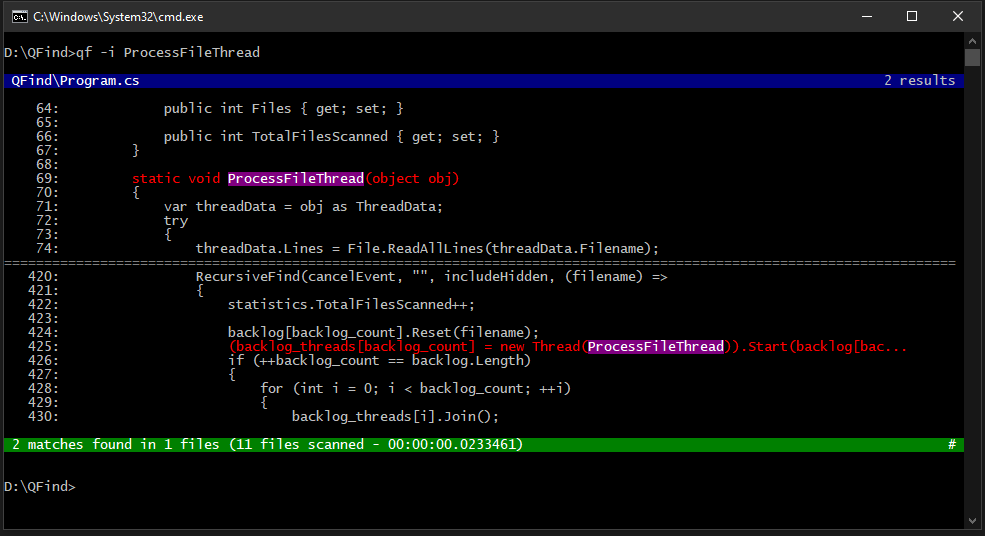 C:\Windows\System32\cmd.exe
D:\QFind>qf -i ProcessFileThread
QFind\Program.cs 2 results
64: public int Files { get; set; }
65:
66: public int TotalFilesScanned { get; set; }
67: }
68:
69: static void ProcessFileThread(object obj)
70: {
71: var threadData = obj as ThreadData;
72: try
73: {
74: threadData.Lines = File.ReadAllLines(threadData.Filename);
=======================================================================================================================
420: RecursiveFind(cancelEvent, "", includeHidden, (filename) =>
421: {
422: statistics.TotalFilesScanned++;
423:
424: backlog[backlog_count].Reset(filename);
425: (backlog_threads[backlog_count] = new Thread(ProcessFileThread)).Start(backlog[bac...
426: if (++backlog_count == backlog.Length)
427: {
428: for (int i = 0; i < backlog_count; ++i)
429: {
430: backlog_threads[i].Join();
2 matches found in 1 files (11 files scanned - 00:00:00.0233461) #
D:\QFind>